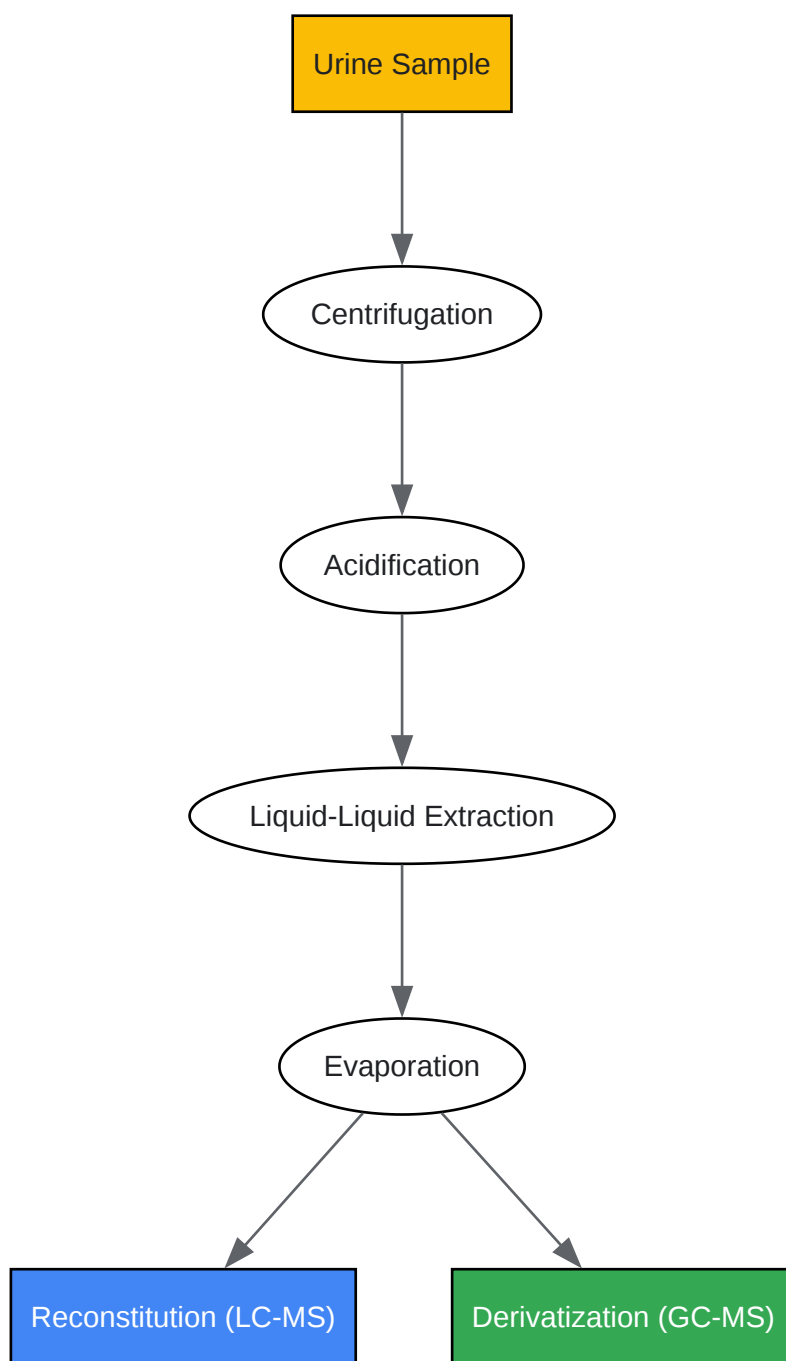 Urine Sample
Centrifugation
Acidification
Liquid-Liquid Extraction
Evaporation
Reconstitution (LC-MS)
Derivatization (GC-MS)